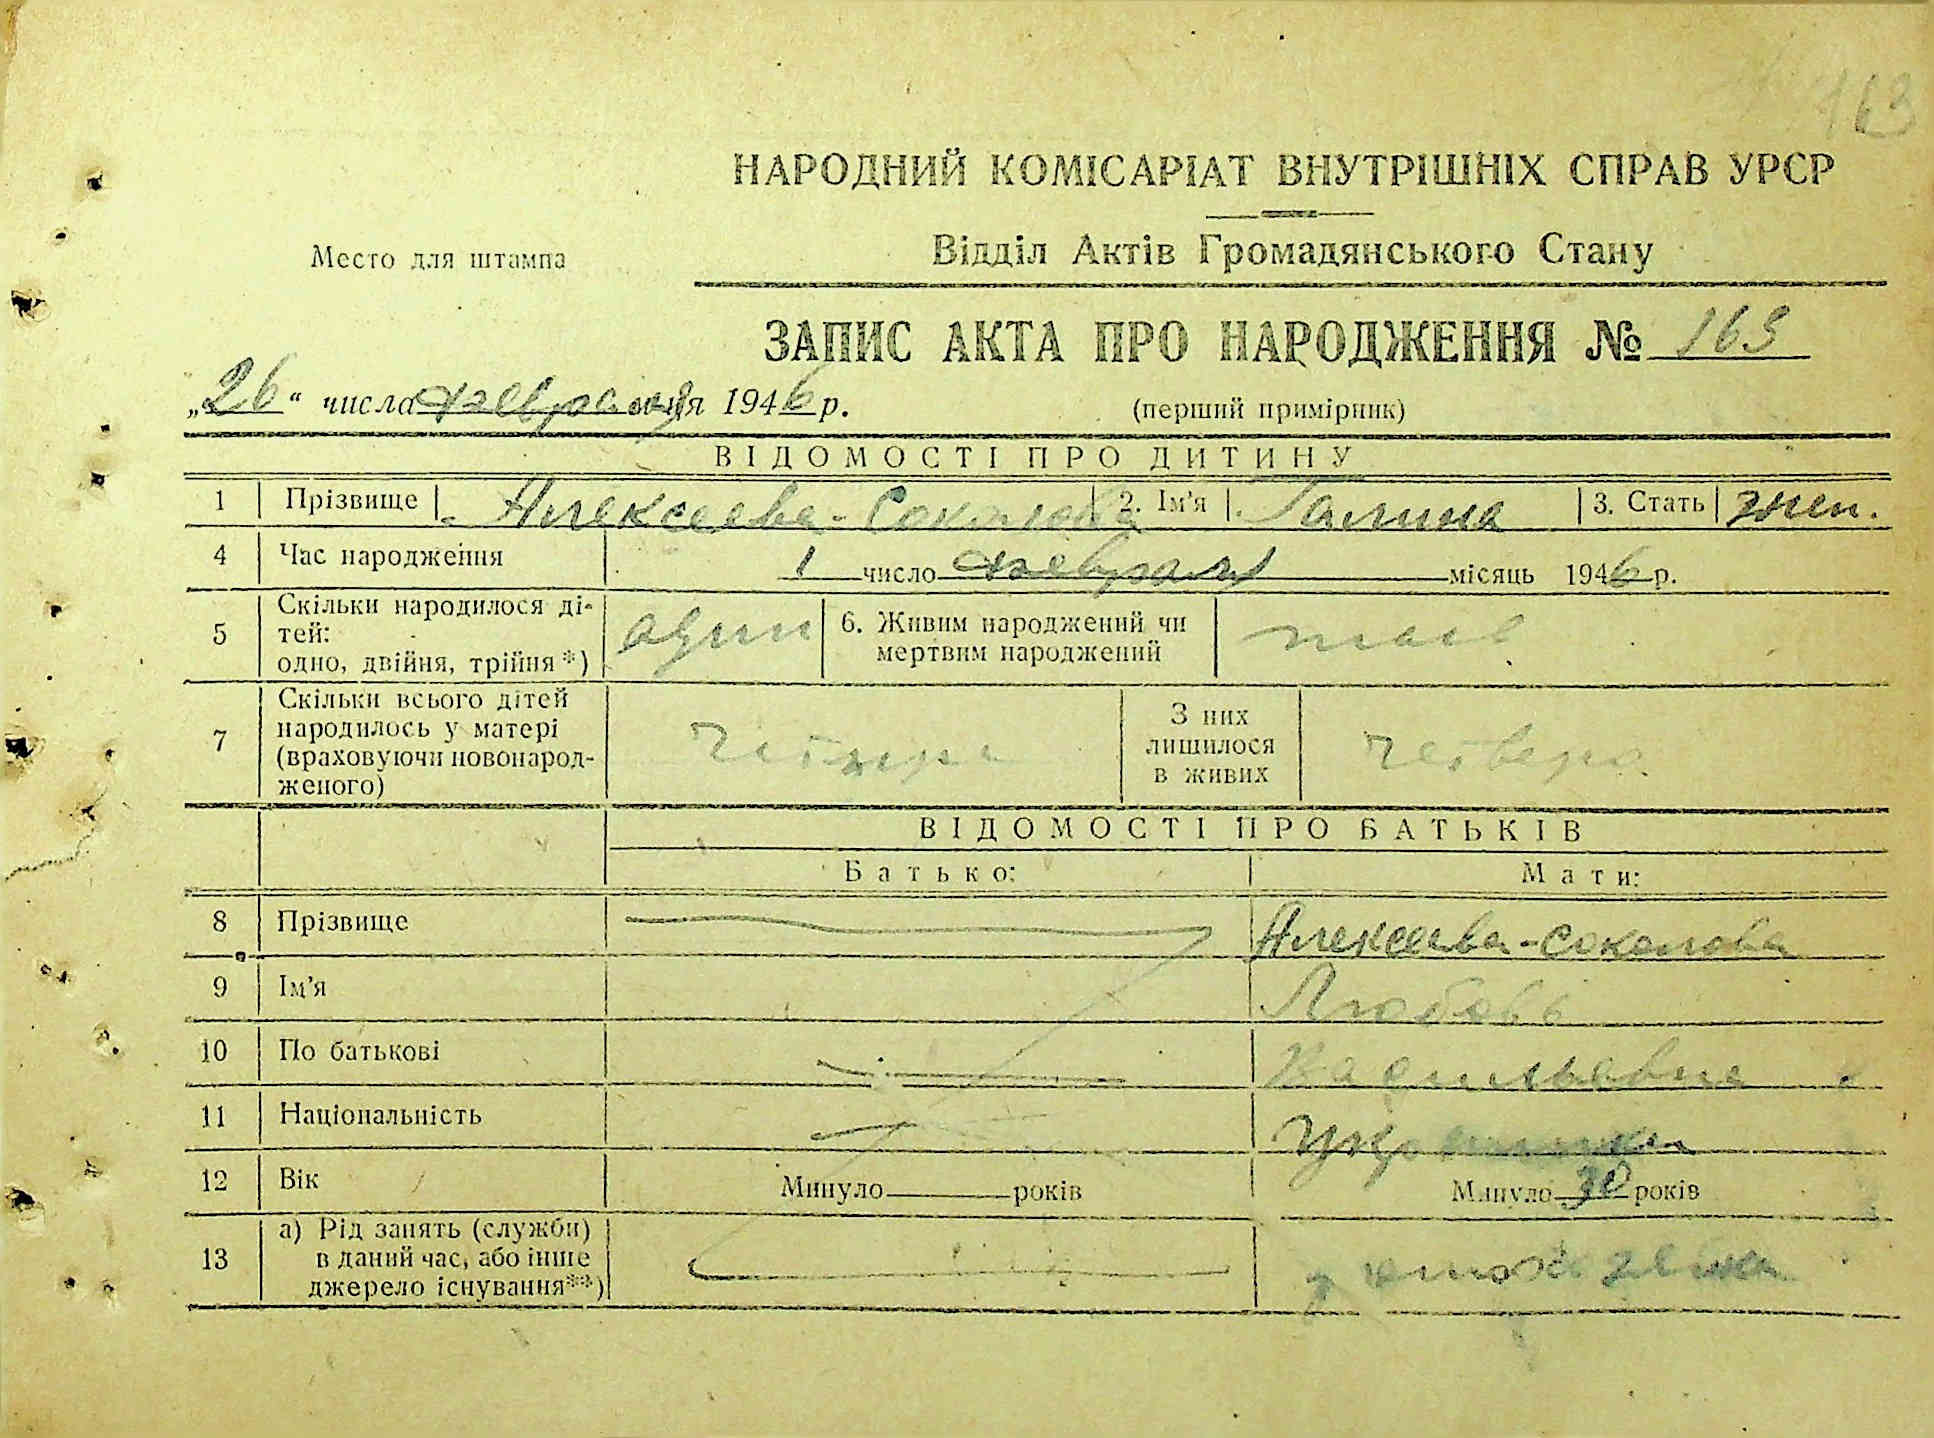 163
НАРОДНИЙ КОМІСАРІАТ ВНУТРІШНІХ СПРАВ УРСР
Место для штампа
Відділ Актів Громадянського Стану
ЗАПИС АКТА ПРО НАРОДЖЕННЯ № 163
„26“ числа февраля 1946 р.
(перший примірник)
ВІДОМОСТІ ПРО ДИТИНУ
1 Прізвище Алексеева-Соколова 2. Ім'я Галина 3. Стать жен.
4 Час народження 1 число февраля місяць 1946 р.
5 Скільки народилося дітей: одно, двійня, трійня*) один 6. Живим народжений чи мертвим народжений
7 Скільки всього дітей народилось у матері (враховуючи новонародженого) четыре З них лишилося в живих четверо
ВІДОМОСТІ ПРО БАТЬКІВ
Батько: Мати:
8 Прізвище Алексеева-Соколова
9 Ім'я Любовь
10 По батькові Васильевна
11 Національність Украинка
12 Вік Минуло років Минуло 30 років
13 а) Рід занять (служби) в даний час, або інше джерело існування**)